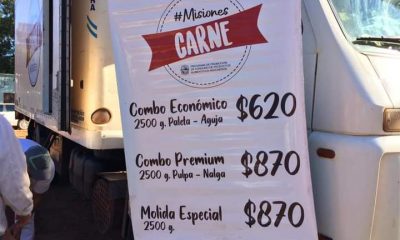 #Misiones
CARNE
Combo Económico $620
2500 g. Paleta - Aguja
Combo Premium $870
2500 g. Pulpa - Nalga
Molida Especial $870
2500 g.